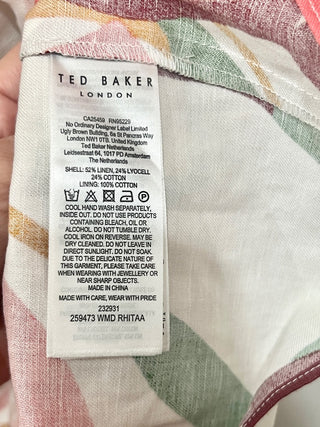 TED BAKER
LONDON
CA25459 RN95229
No Ordinary Designer Label Limited
Ugly Brown Building, 6a St Pancras Way
London NW1 0TB. United Kingdom
Ted Baker Netherlands
Leidsestraat 64, 1017 PD Amsterdam
The Netherlands
SHELL: 52% LINEN, 24% LYOCELL
24% COTTON
LINING: 100% COTTON
COOL HAND WASH SEPARATELY,
INSIDE OUT. DO NOT USE PRODUCTS
CONTAINING BLEACH, OIL OR
ALCOHOL. DO NOT TUMBLE DRY.
COOL IRON ON REVERSE. MAY BE
DRY CLEANED. DO NOT LEAVE IN
DIRECT SUNLIGHT. DO NOT SOAK.
DUE TO THE DELICATE NATURE OF
THIS GARMENT, PLEASE TAKE CARE
WHEN WEARING WITH JEWELLERY OR
NEAR SHARP OBJECTS.
MADE IN CHINA
MADE WITH CARE, WEAR WITH PRIDE
232931
259473 WMD RHITAA